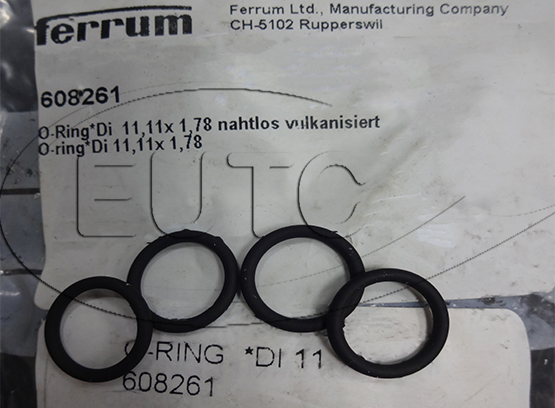 ferrum
Ferrum Ltd., Manufacturing Company
CH-5102 Rupperswil
608261
O-Ring*Di 11,11x 1,78 nahtlos vulkanisiert
O-ring*Di 11,11x 1,78
EUTC
O-RING *DI 11
608261